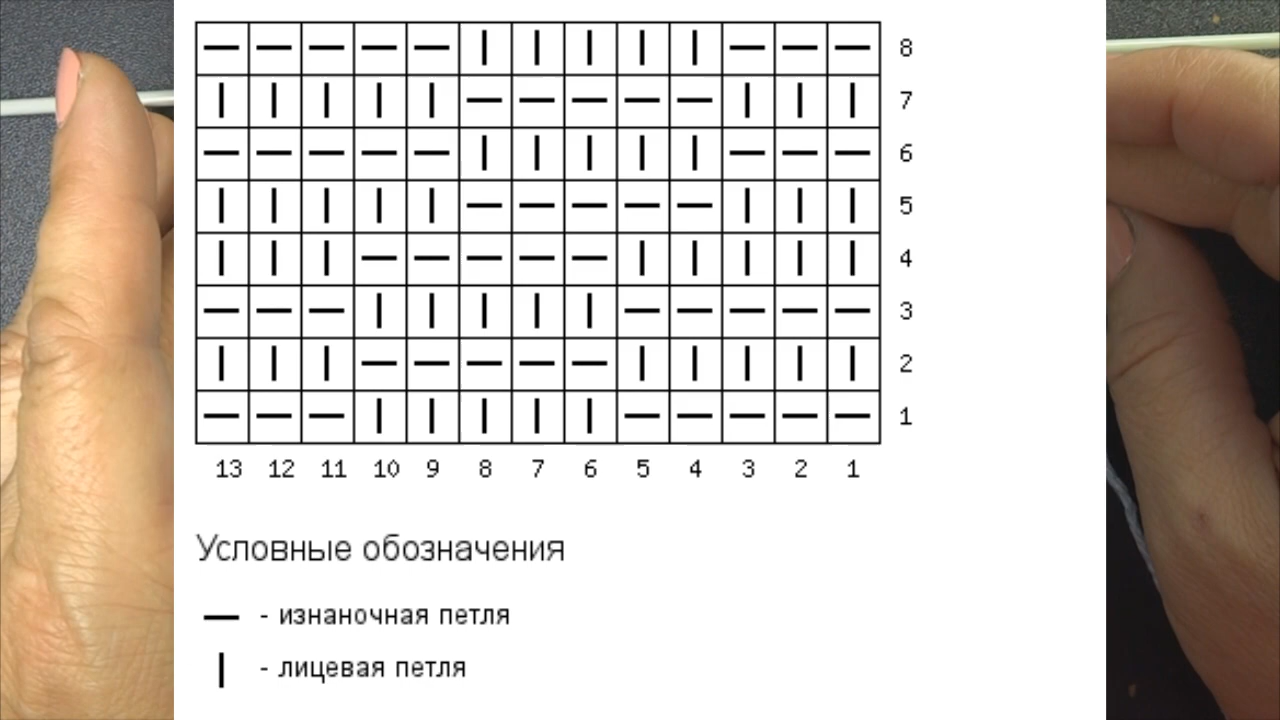 8
7
6
5
4
3
2
1
13 12 11 10 9 8 7 6 5 4 3 2 1
Условные обозначения
- изнаночная петля
- лицевая петля